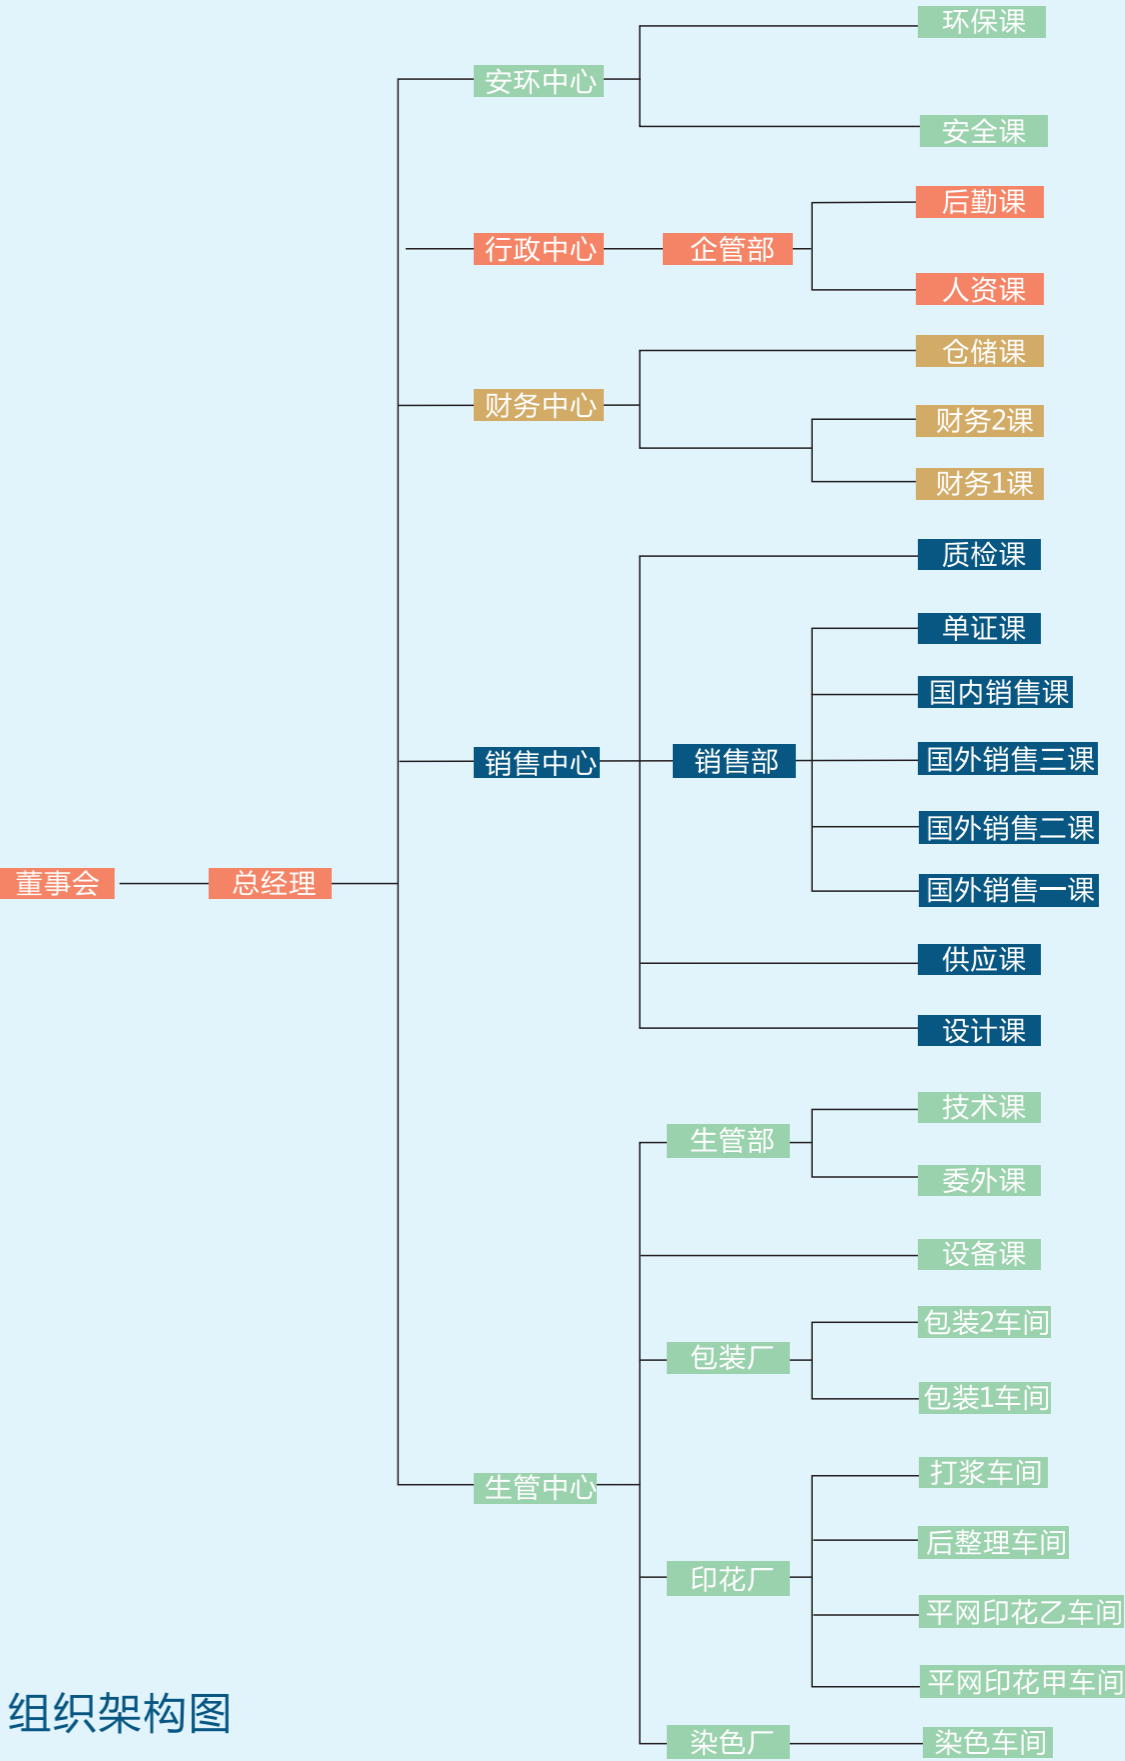 环保课
安环中心
安全课
后勤课
行政中心
企管部
人资课
仓储课
财务中心
财务2课
财务1课
质检课
单证课
国内销售课
销售中心
销售部
国外销售三课
国外销售二课
董事会
总经理
国外销售一课
供应课
设计课
技术课
生管部
委外课
设备课
包装2车间
包装厂
包装1车间
打浆车间
生管中心
后整理车间
印花厂
平网印花乙车间
平网印花甲车间
组织架构图
染色厂
染色车间